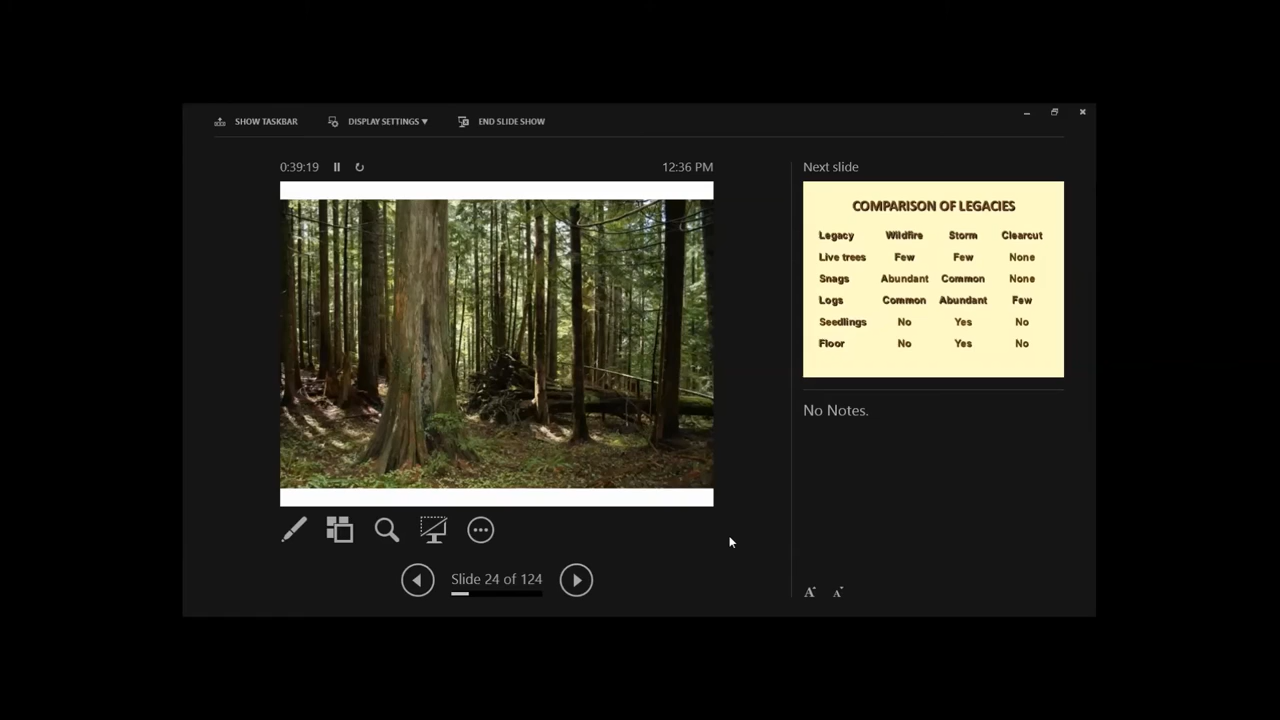 SHOW TASKBAR DISPLAY SETTINGS ▼ END SLIDE SHOW
0:39:19 12:36 PM
Next slide
COMPARISON OF LEGACIES
Legacy Wildfire Storm Clearcut
Live trees Few Few None
Snags Abundant Common None
Logs Common Abundant Few
Seedlings No Yes No
Floor No Yes No
No Notes.
Slide 24 of 124
A A